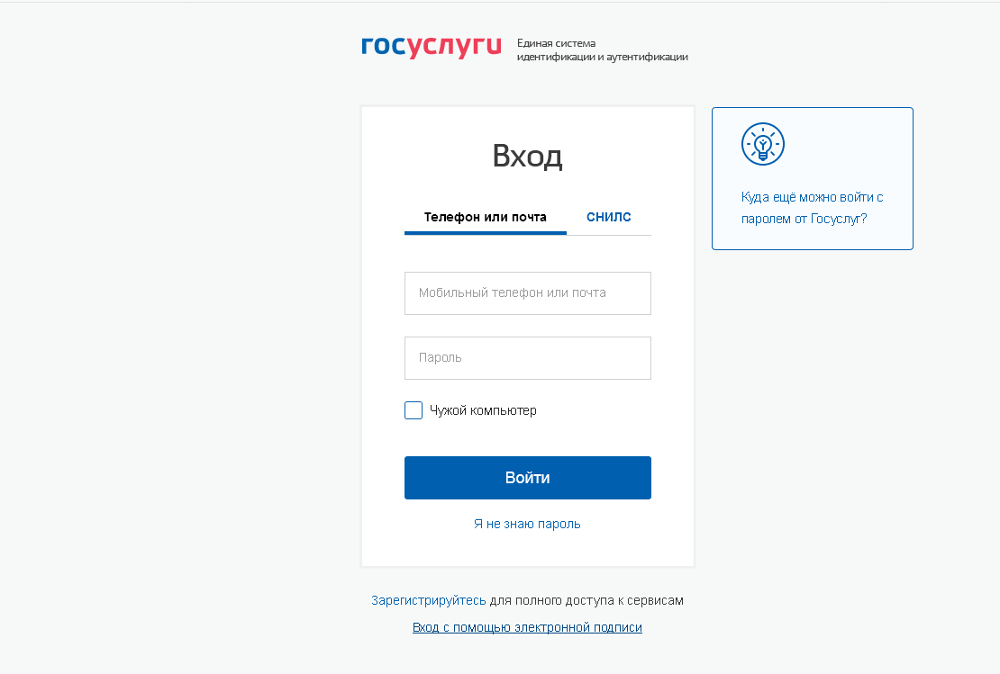 госуслуги
Единая система
идентификации и аутентификации
Вход
Телефон или почта
СНИЛС
Куда ещё можно войти с
паролем от Госуслуг?
Мобильный телефон или почта
Пароль
Чужой компьютер
Войти
Я не знаю пароль
Зарегистрируйтесь для полного доступа к сервисам
Вход с помощью электронной подписи